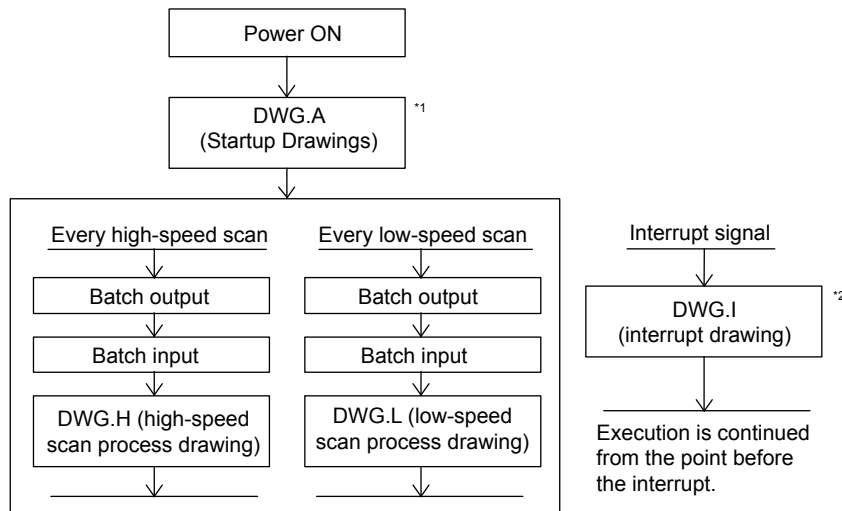 Power ON
DWG.A
(Startup Drawings)
*1
Every high-speed scan
Batch output
Batch input
DWG.H (high-speed
scan process drawing)
Every low-speed scan
Batch output
Batch input
DWG.L (low-speed
scan process drawing)
Interrupt signal
DWG.I
(interrupt drawing)
*2
Execution is continued
from the point before
the interrupt.